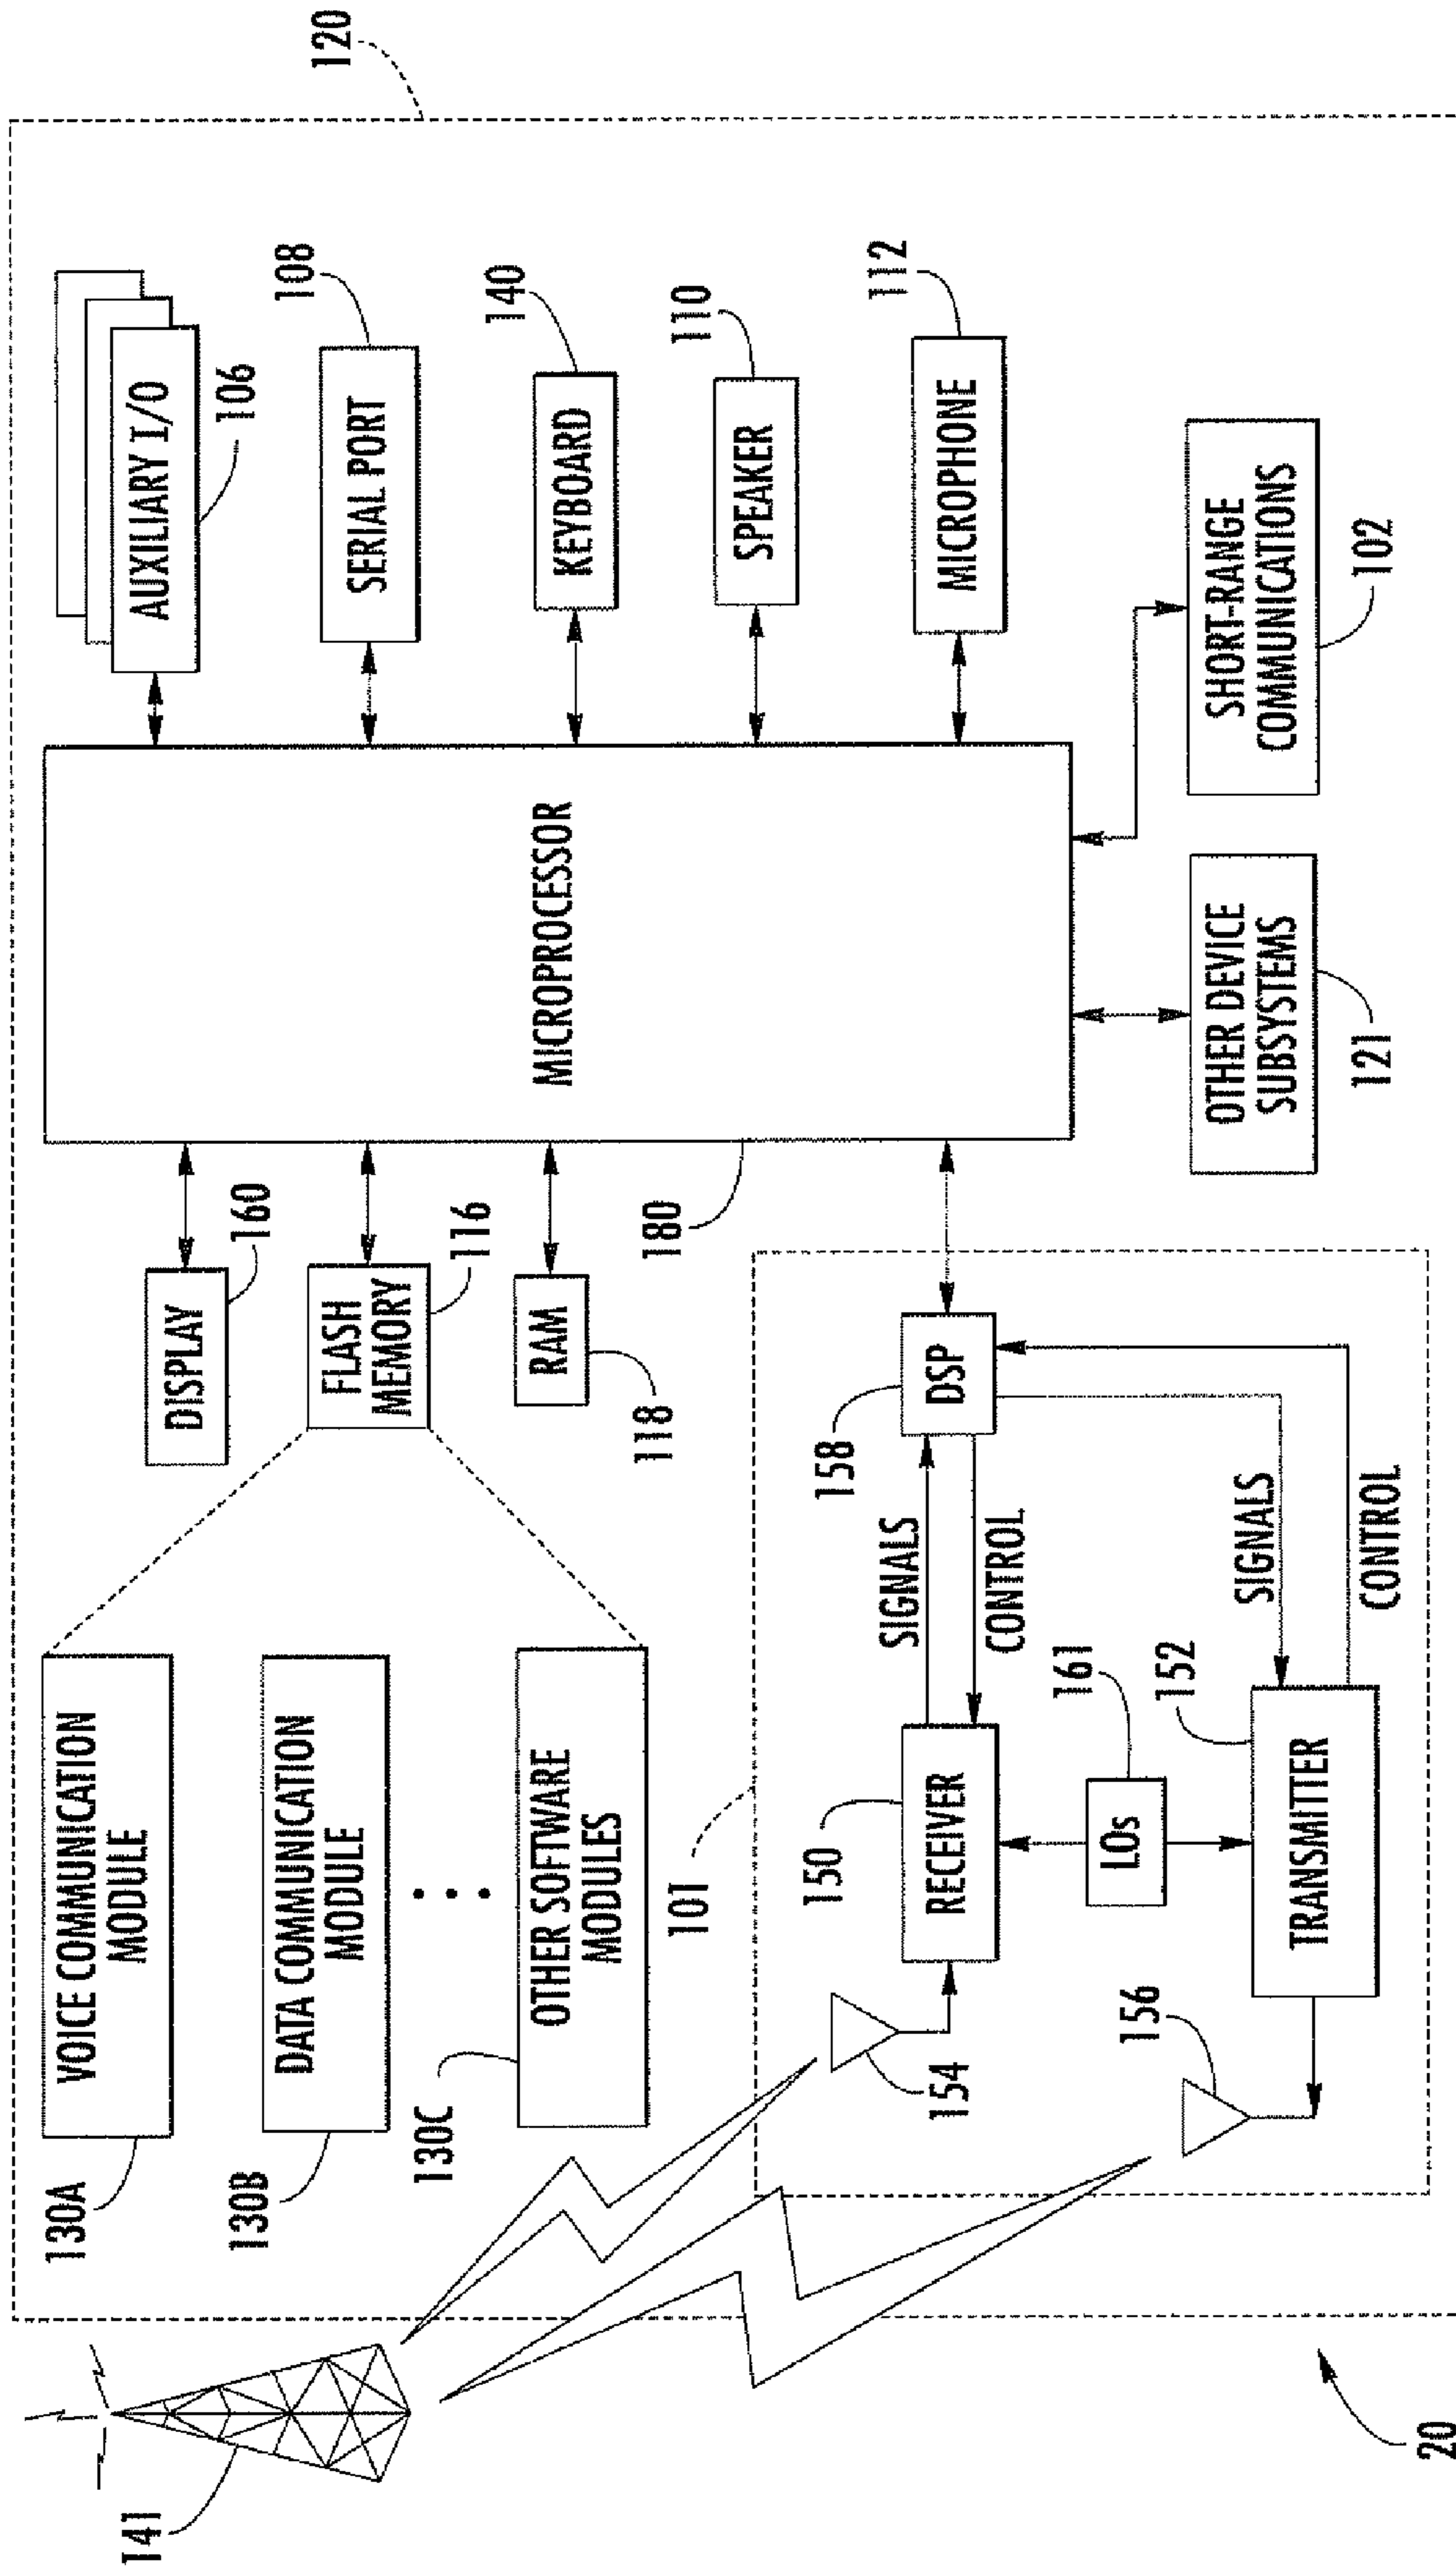 120
AUXILIARY I/O
106
SERIAL PORT
108
KEYBOARD
140
SPEAKER
110
MICROPHONE
112
SHORT-RANGE
COMMUNICATIONS
102
OTHER DEVICE
SUBSYSTEMS
121
MICROPROCESSOR
180
DISPLAY
160
FLASH
MEMORY
116
RAM
118
VOICE COMMUNICATION
MODULE
130A
DATA COMMUNICATION
MODULE
130B
OTHER SOFTWARE
MODULES
130C
101
DSP
158
SIGNALS
CONTROL
SIGNALS
CONTROL
RECEIVER
150
LOs
161
TRANSMITTER
152
154
156
141
20